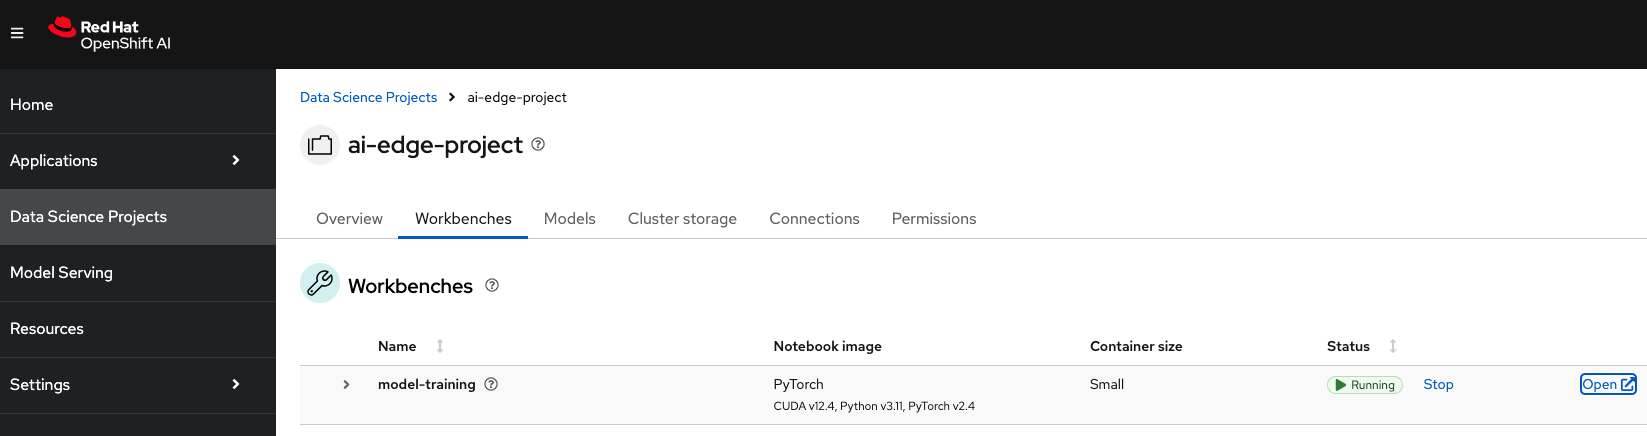 Red Hat
OpenShift AI
Home
Applications
Data Science Projects
Model Serving
Resources
Settings
Data Science Projects > ai-edge-project
ai-edge-project
Overview Workbenches Models Cluster storage Connections Permissions
Workbenches
Name Notebook image Container size Status
model-training PyTorch Small Running Stop Open
CUDA v12.4, Python v3.11, PyTorch v2.4